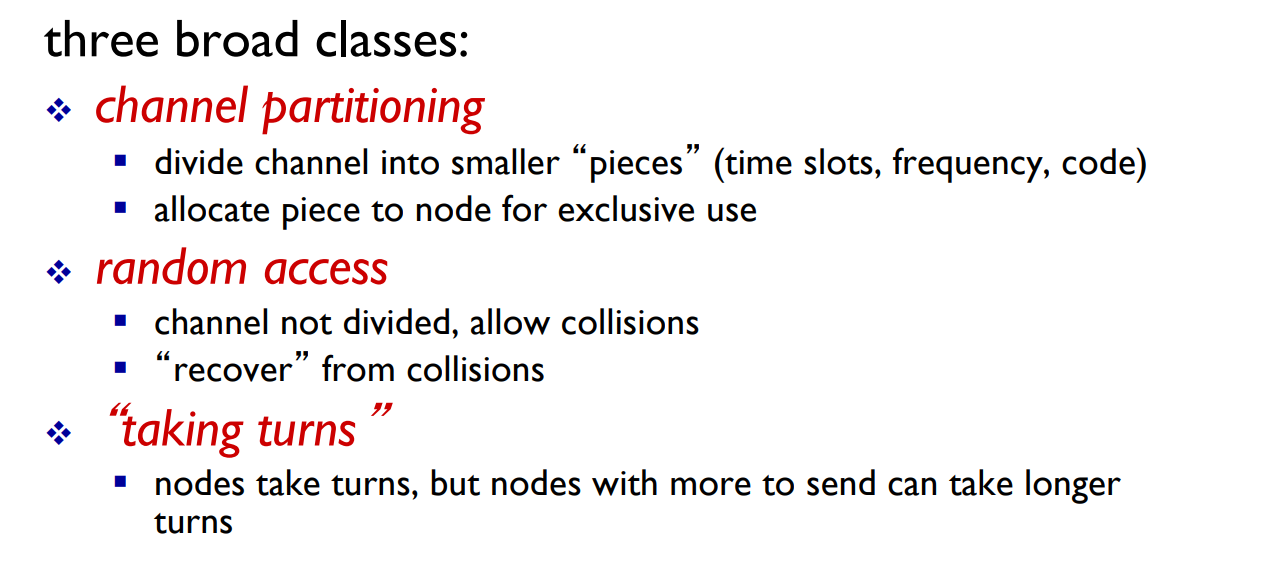 three broad classes:
channel partitioning
divide channel into smaller “pieces” (time slots, frequency, code)
allocate piece to node for exclusive use
random access
channel not divided, allow collisions
“recover” from collisions
“taking turns”
nodes take turns, but nodes with more to send can take longer
turns